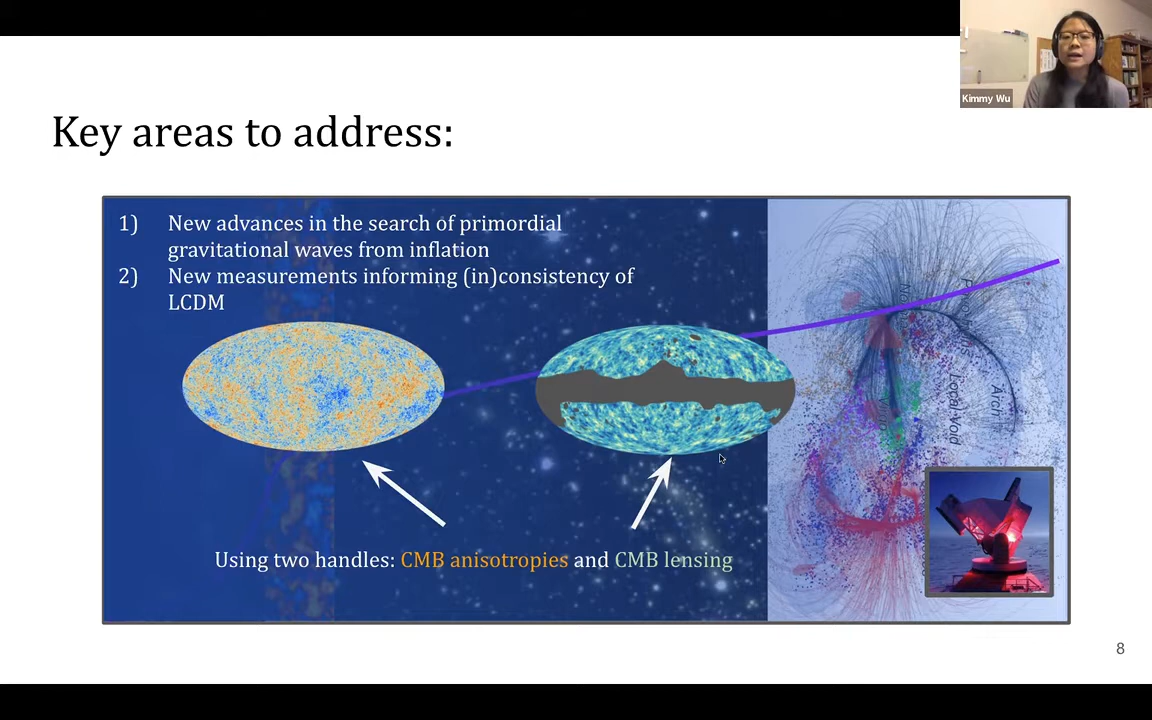 Kimmy Wu
Key areas to address:
1) New advances in the search of primordial
gravitational waves from inflation
2) New measurements informing (in)consistency of
LCDM
Local Void
Arch
Using two handles: CMB anisotropies and CMB lensing
8